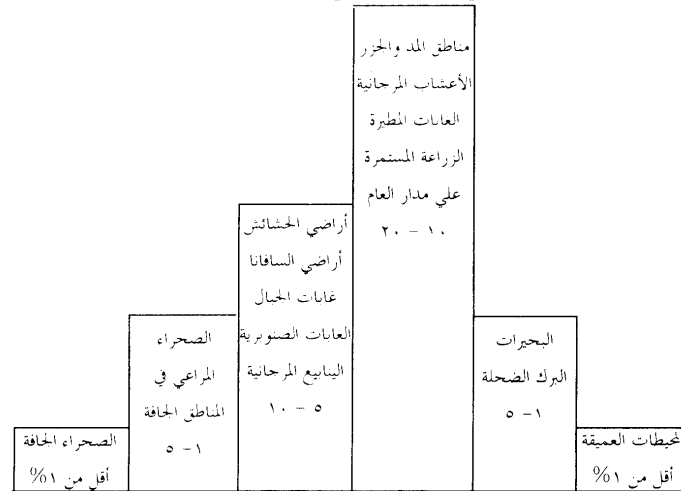 مناطق المد والجزر
الأعشاب المرجانية
الغابات المطيرة
الزراعة المستمرة
علي مدار العام
١٠ – ٢٠
أراضي الحشائش
أراضي السافانا
غابات الجبال
الغابات الصنوبرية
الينابيع المرجانية
٥ – ١٠
الصحراء
المراعي في
المناطق الجافة
١ – ٥
البحيرات
البرك الضحلة
١ – ٥
الصحراء الجافة
أقل من ١%
لمحيطات العميقة
أقل من ١%